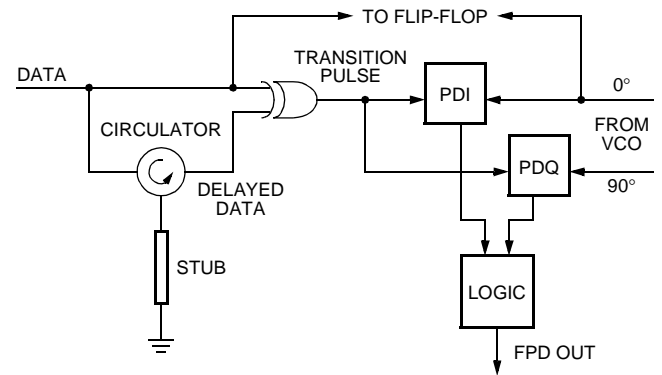 TO FLIP-FLOP
DATA
TRANSITION
PULSE
PDI
0°
FROM
VCO
CIRCULATOR
DELAYED
DATA
PDQ
90°
STUB
LOGIC
FPD OUT